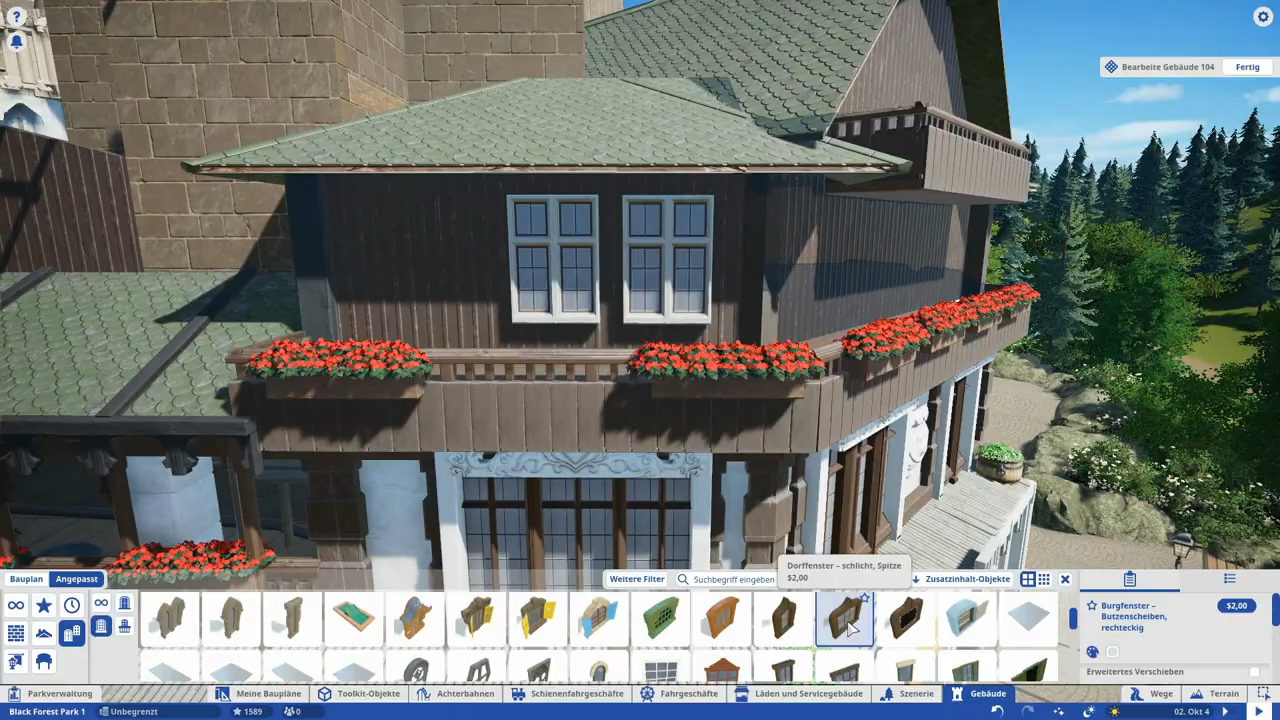 ?
Bearbeite Gebäude 104
Fertig
Dorffenster – schlicht, Spitze
$2,00
Bauplan
Angepasst
Weitere Filter
Suchbegriff eingeben
Zusatzinhalt-Objekte
Burgfenster –
Butzenscheiben,
rechteckig
$2,00
Erweitertes Verschieben
Parkverwaltung
Meine Baupläne
Toolkit-Objekte
Achterbahnen
Schienenfahrgeschäfte
Fahrgeschäfte
Läden und Servicegebäude
Szenerie
Gebäude
Wege
Terrain
Black Forest Park 1
Unbegrenzt
1589
0
02. Okt 4